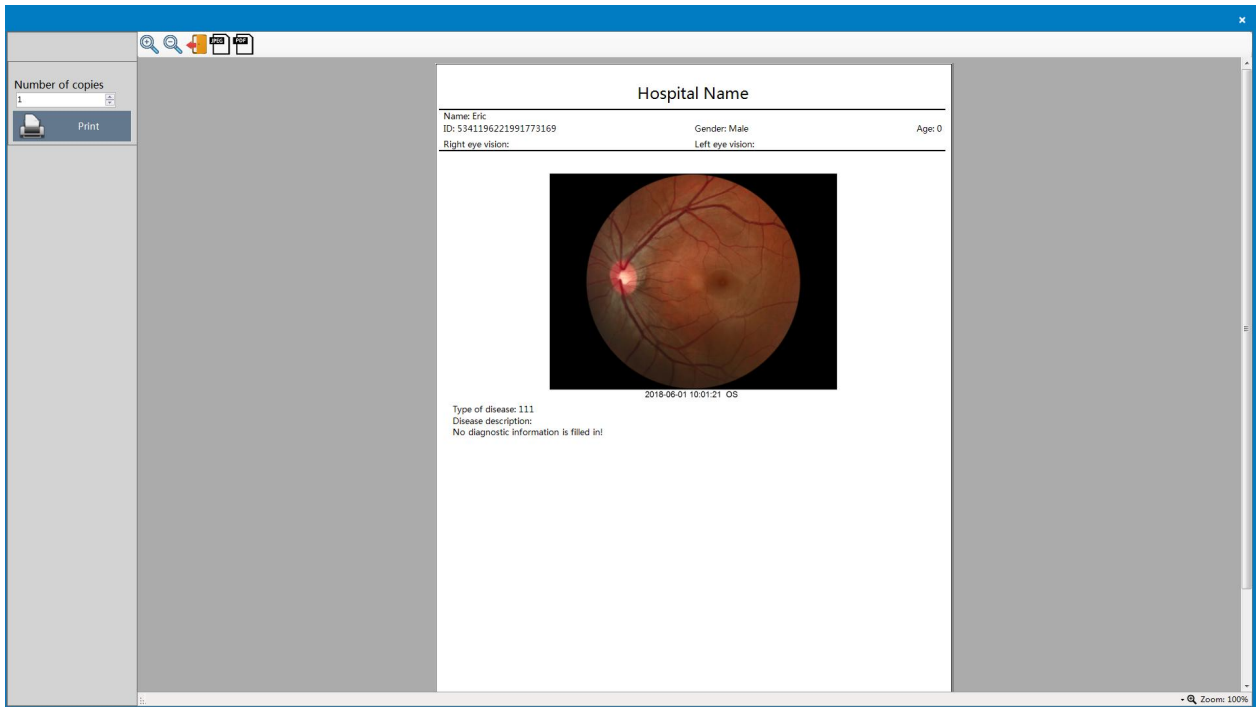 ×
JPEG PDF
Number of copies
1
Print
Hospital Name
Name: Eric
ID: 5341196221991773169 Gender: Male Age: 0
Right eye vision: Left eye vision:
2018-06-01 10:01:21 OS
Type of disease: 111
Disease description:
No diagnostic information is filled in!
Zoom: 100%